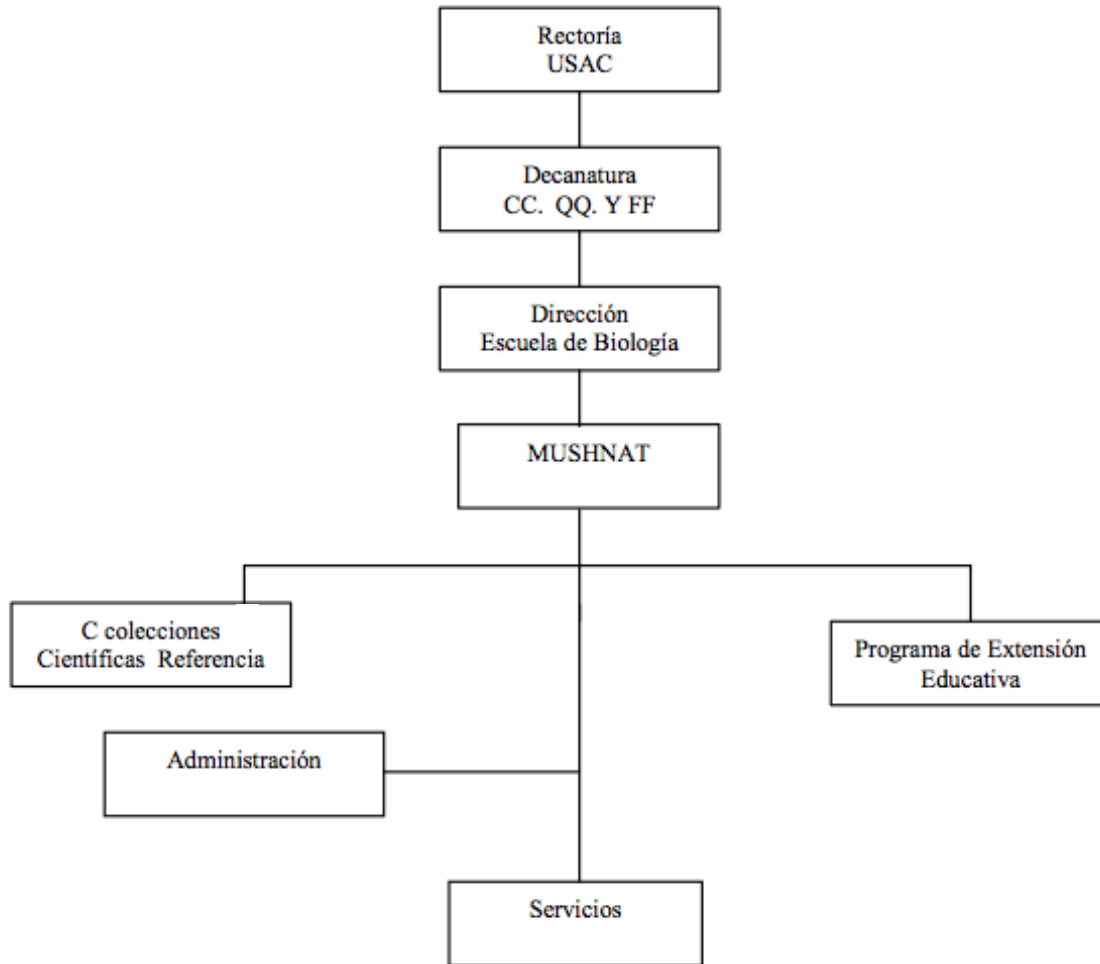 Rectoría
USAC
Decanatura
CC. QQ. Y FF
Dirección
Escuela de Biología
MUSHNAT
C colecciones
Científicas Referencia
Programa de Extensión
Educativa
Administración
Servicios